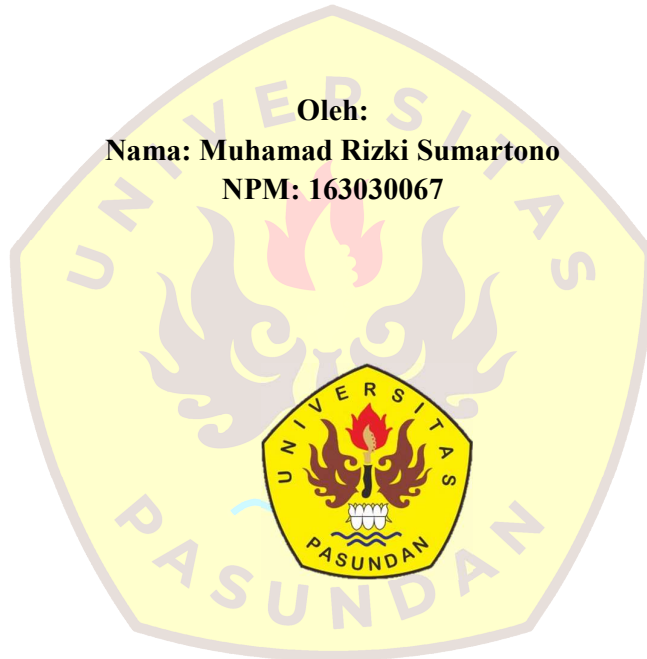 Oleh:
Nama: Muhamad Rizki Sumartono
NPM: 163030067
UNIVERSITAS
PASUNDAN
UNIVERSITAS
PASUNDAN